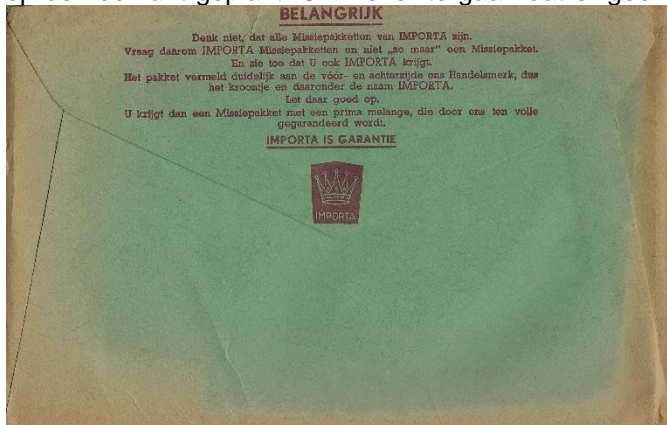 BELANGRIJK
Denk niet, dat alle Missiepakketten van IMPORTA zijn.
Vraag daarom IMPORTA Missiepakketten en niet „zo maar" een Missiepakket.
En zie toe dat U ook IMPORTA krijgt.
Het pakket vermeld duidelijk aan de vóór- en achterzijde ons Handelsmerk, dus
het kroontje en daaronder de naam IMPORTA.
Let daar goed op.
U krijgt dan een Missiepakket met een prima melange, die door ons ten volle
gegarandeerd wordt.
IMPORTA IS GARANTIE
IMPORTA